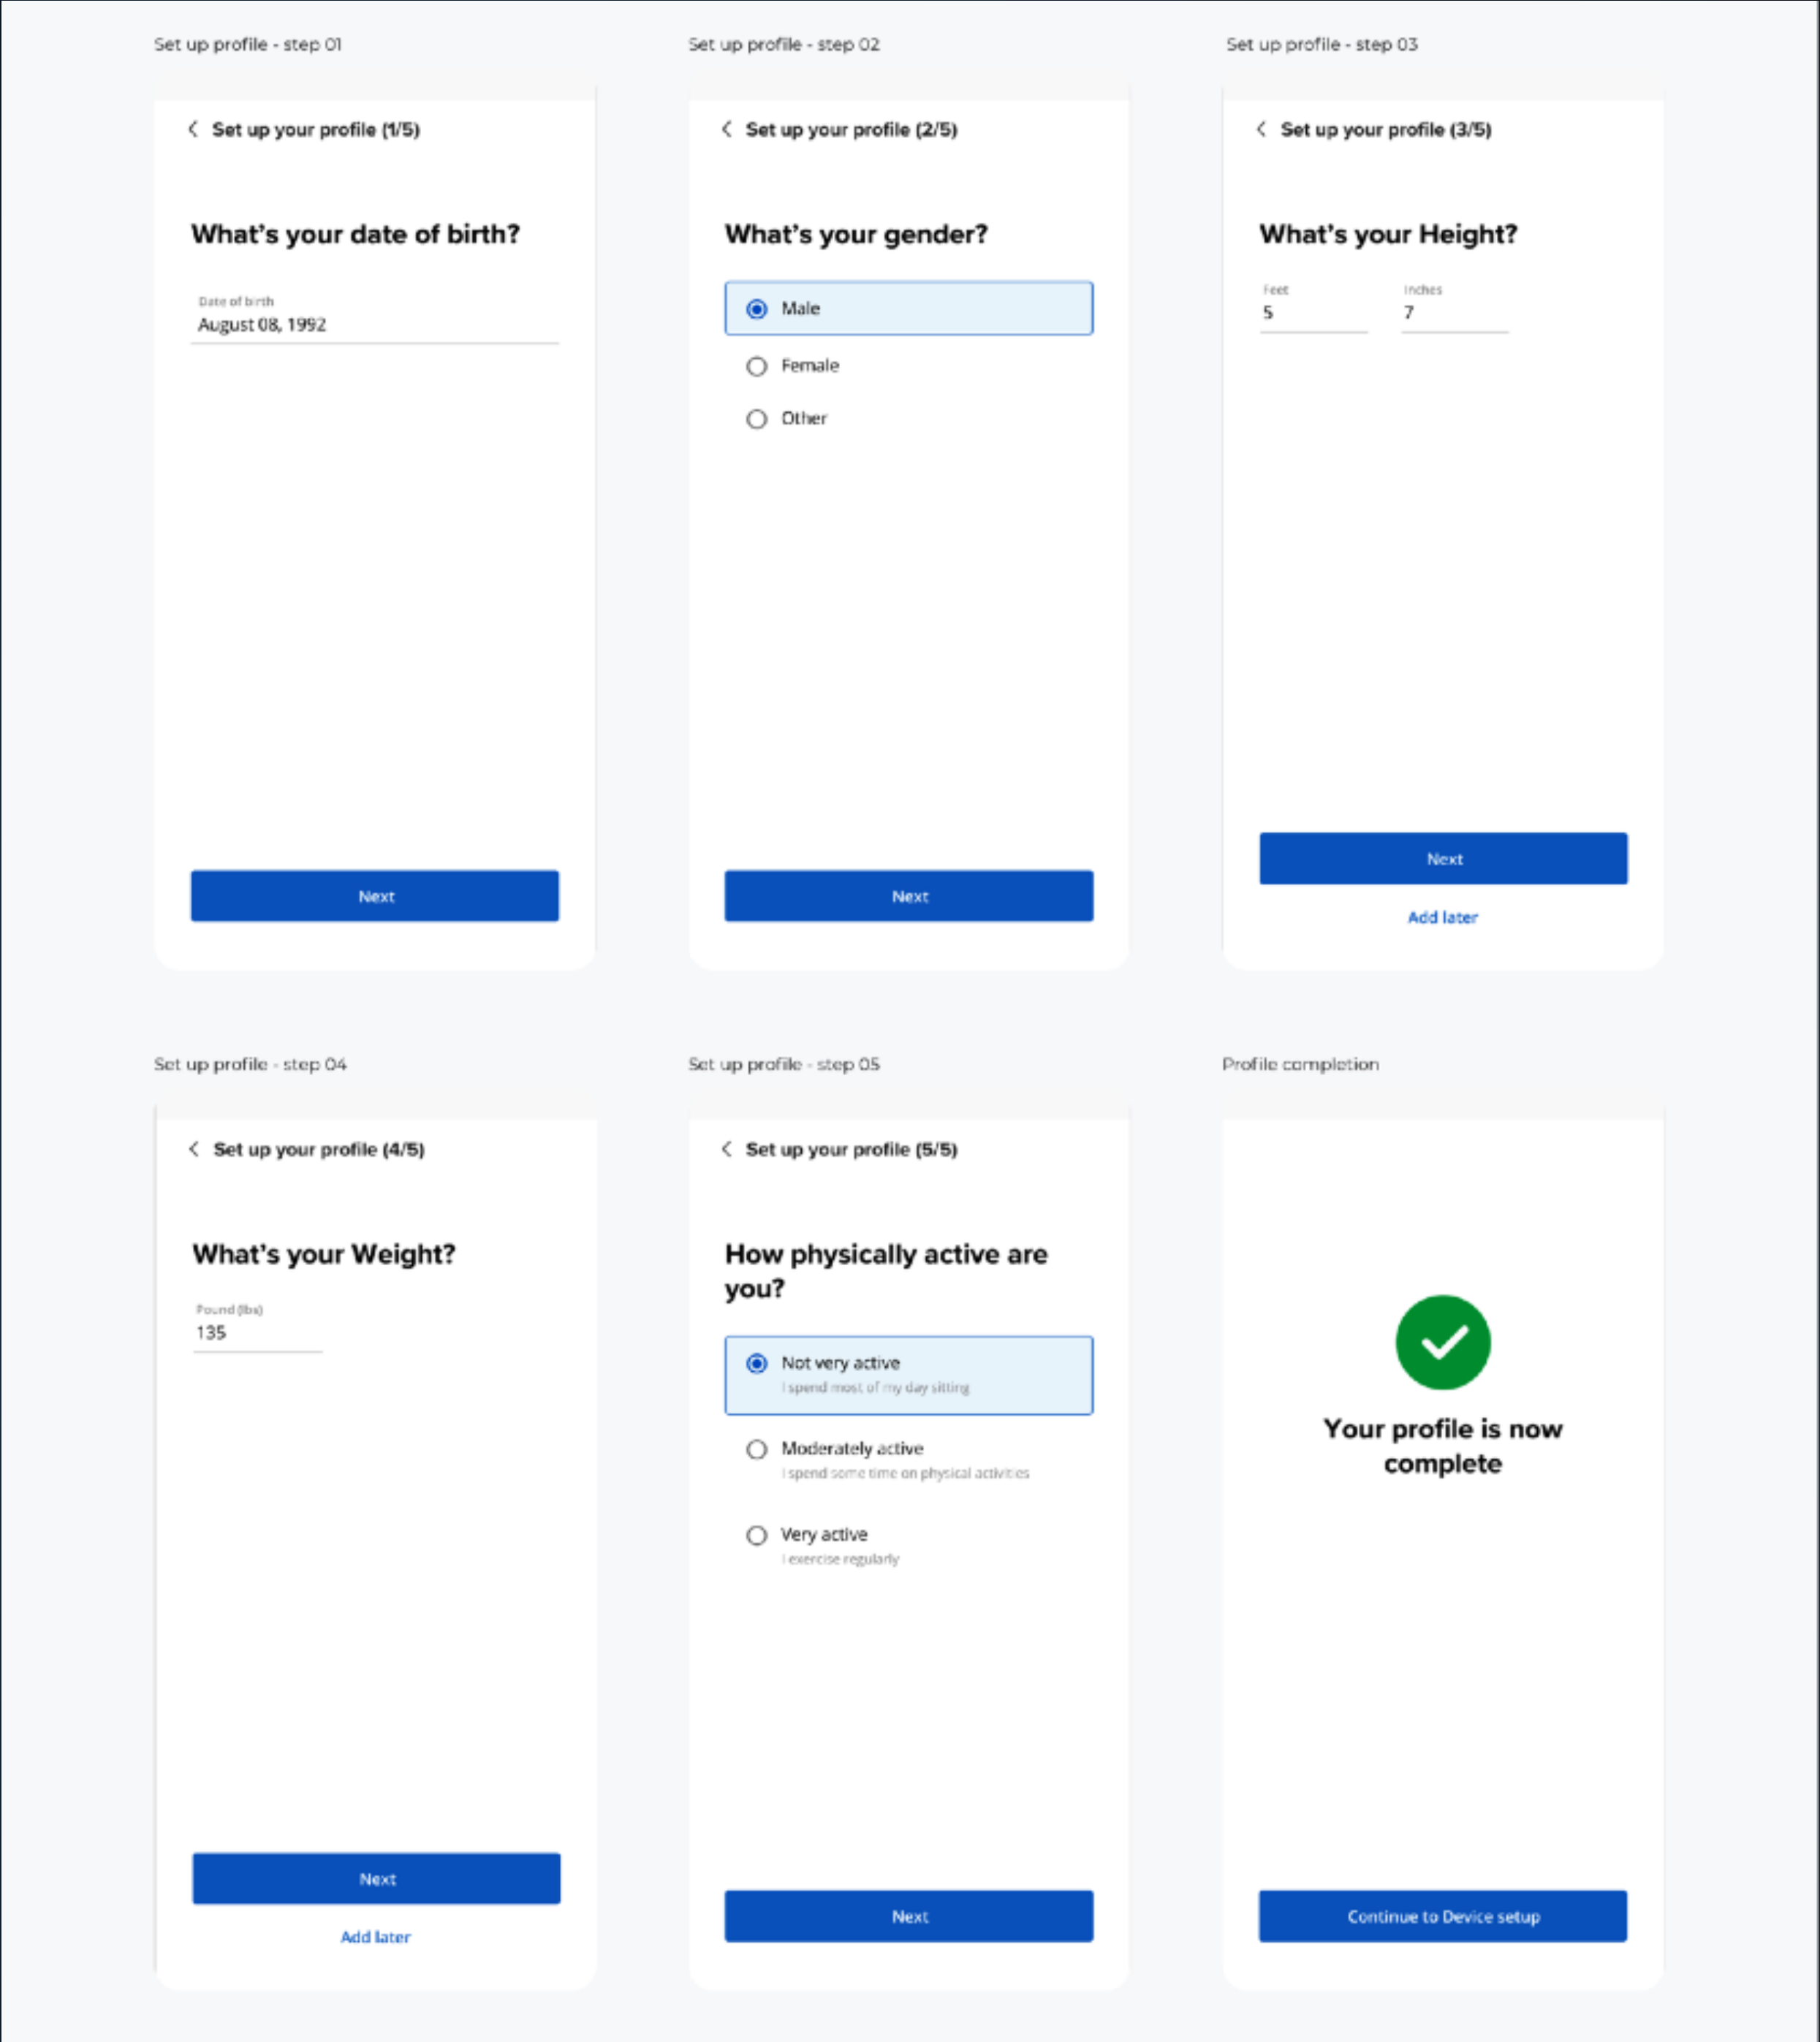 Set up profile - step 01
Set up your profile (1/5)
What's your date of birth?
Date of birth
August 08, 1992
Next
Set up profile - step 02
Set up your profile (2/5)
What's your gender?
Male
Female
Other
Next
Set up profile - step 03
Set up your profile (3/5)
What's your Height?
Feet
5
Inches
7
Next
Add later
Set up profile - step 04
Set up your profile (4/5)
What's your Weight?
Pound (lbs)
135
Next
Add later
Set up profile - step 05
Set up your profile (5/5)
How physically active are
you?
Not very active
I spend most of my day sitting
Moderately active
I spend some time on physical activities
Very active
I exercise regularly
Next
Profile completion
Your profile is now
complete
Continue to Device setup